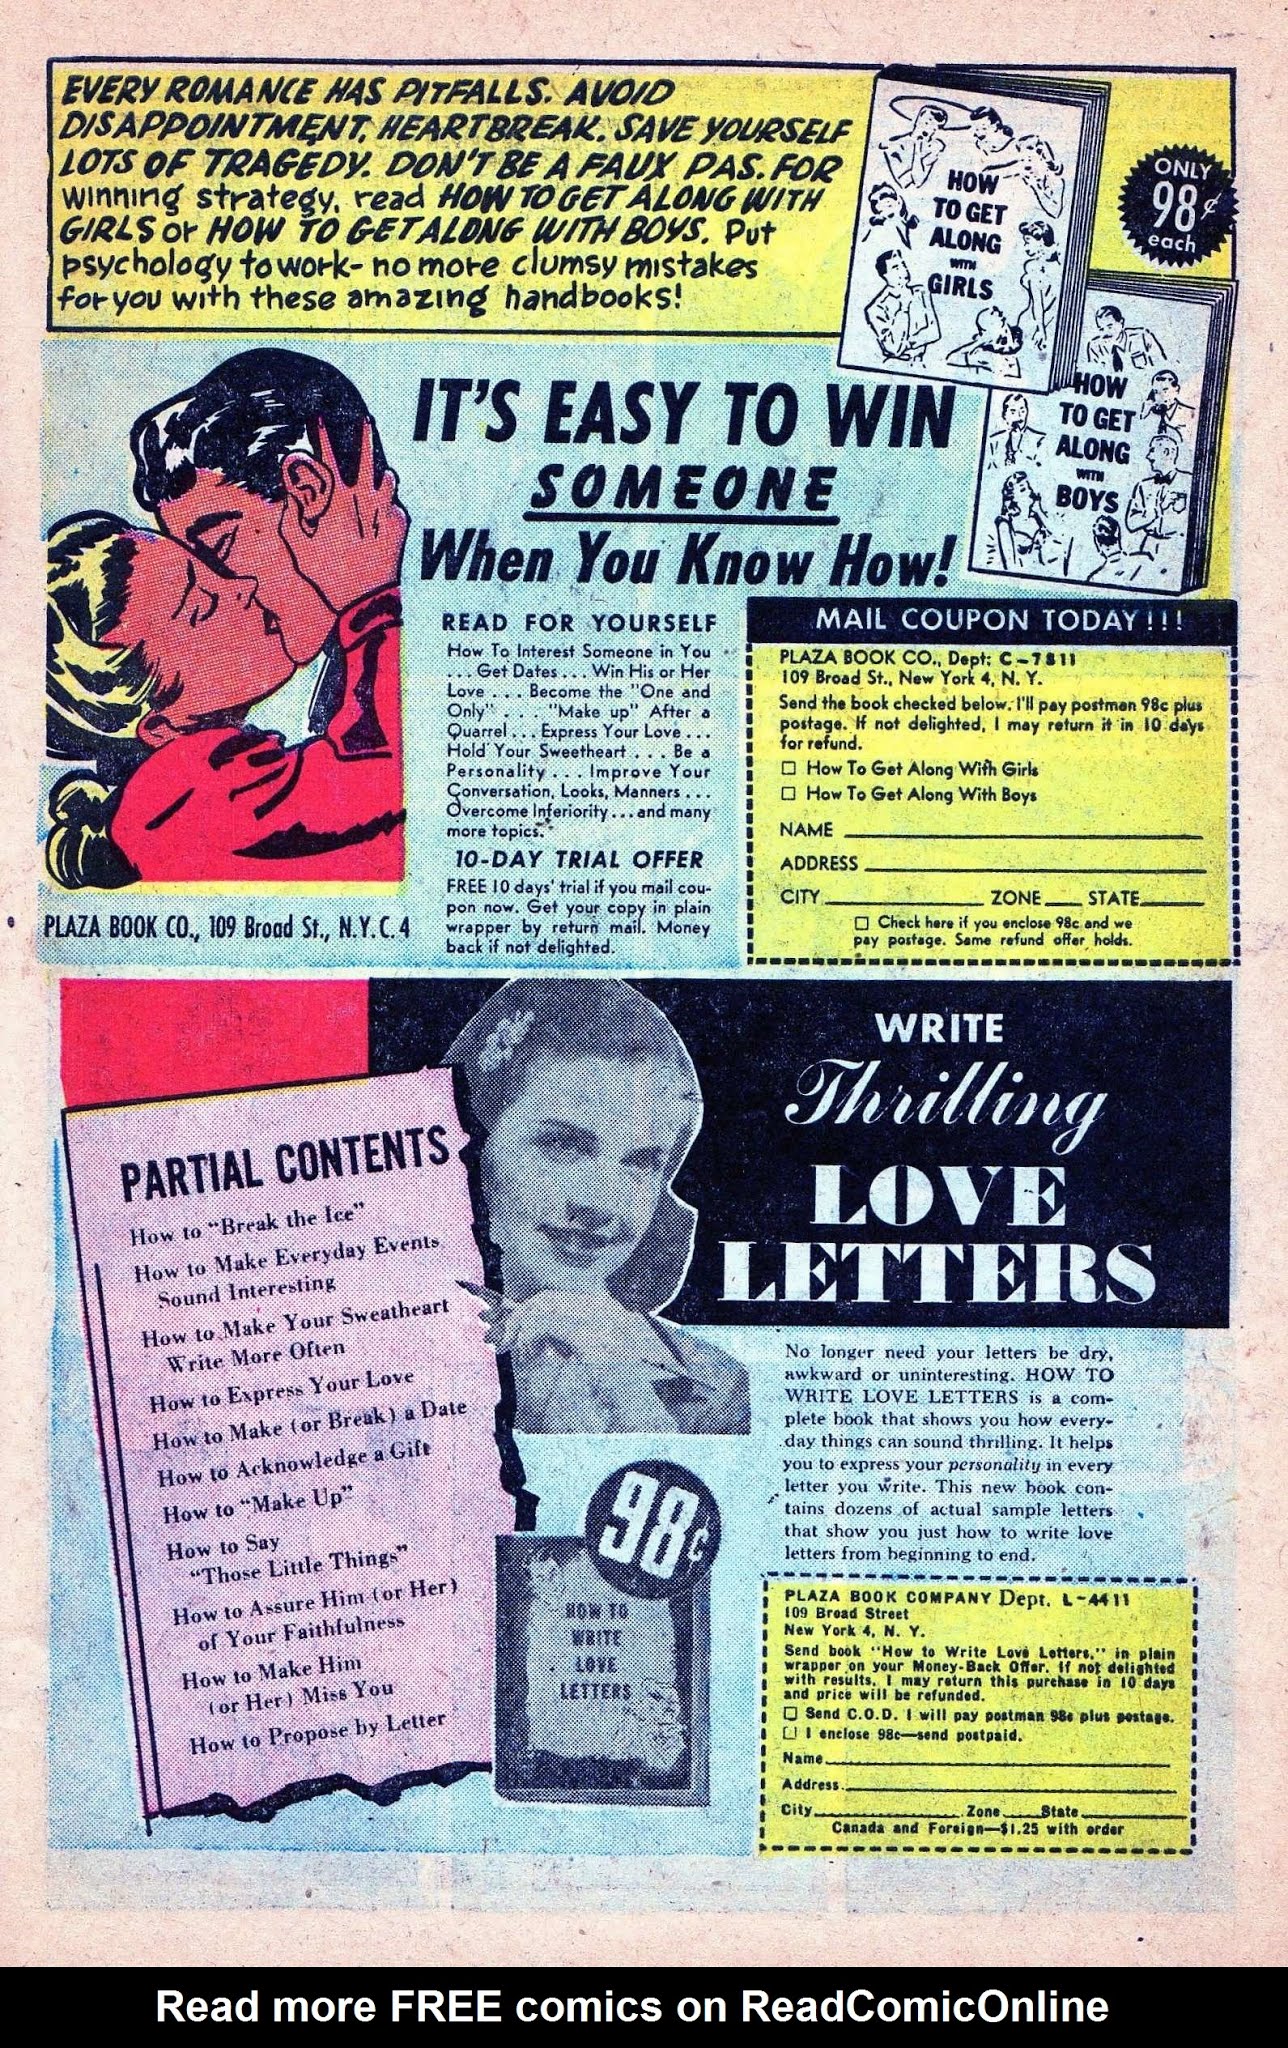 EVERY ROMANCE HAS PITFALLS. AVOID
DISAPPOINTMENT, HEARTBREAK. SAVE YOURSELF
LOTS OF TRAGEDY. DON'T BE A FAUX PAS. FOR
winning strategy, read HOW TO GET ALONG WITH
GIRLS or HOW TO GET ALONG WITH BOYS. Put
psychology to work- no more clumsy mistakes
for you with these amazing handbooks!
HOW
TO GET
ALONG
WITH
GIRLS
ONLY
98¢
each
HOW
TO GET
ALONG
WITH
BOYS
IT'S EASY TO WIN
SOMEONE
When You Know How!
READ FOR YOURSELF
How To Interest Someone in You
... Get Dates ... Win His or Her
Love ... Become the "One and
Only" ... "Make up" After a
Quarrel ... Express Your Love ...
Hold Your Sweetheart ... Be a
Personality ... Improve Your
Conversation, Looks, Manners ...
Overcome Inferiority ... and many
more topics.
10-DAY TRIAL OFFER
FREE 10 days' trial if you mail cou-
pon now. Get your copy in plain
wrapper by return mail. Money
back if not delighted.
PLAZA BOOK CO., 109 Broad St., N.Y.C. 4
MAIL COUPON TODAY!!!
PLAZA BOOK CO., Dept: C-7811
109 Broad St., New York 4, N. Y.
Send the book checked below. I'll pay postman 98c plus
postage. If not delighted, I may return it in 10 days
for refund.
☐ How To Get Along With Girls
☐ How To Get Along With Boys
NAME
ADDRESS
CITY ZONE STATE
☐ Check here if you enclose 98c and we
pay postage. Same refund offer holds.
WRITE
Thrilling
LOVE
LETTERS
PARTIAL CONTENTS
How to "Break the Ice"
How to Make Everyday Events
Sound Interesting
How to Make Your Sweatheart
Write More Often
How to Express Your Love
How to Make (or Break) a Date
How to Acknowledge a Gift
How to "Make Up"
How to Say
"Those Little Things"
How to Assure Him (or Her)
of Your Faithfulness
How to Make Him
(or Her) Miss You
How to Propose by Letter
98¢
HOW TO
WRITE
LOVE
LETTERS
No longer need your letters be dry,
awkward or uninteresting. HOW TO
WRITE LOVE LETTERS is a com-
plete book that shows you how every-
day things can sound thrilling. It helps
you to express your personality in every
letter you write. This new book con-
tains dozens of actual sample letters
that show you just how to write love
letters from beginning to end.
PLAZA BOOK COMPANY Dept. L-4411
109 Broad Street
New York 4, N. Y.
Send book "How to Write Love Letters," in plain
wrapper on your Money-Back Offer. If not delighted
with results, I may return this purchase in 10 days
and price will be refunded.
☐ Send C.O.D. I will pay postman 98c plus postage.
☐ I enclose 98c—send postpaid.
Name
Address
City Zone State
Canada and Foreign—$1.25 with order
Read more FREE comics on ReadComicOnline